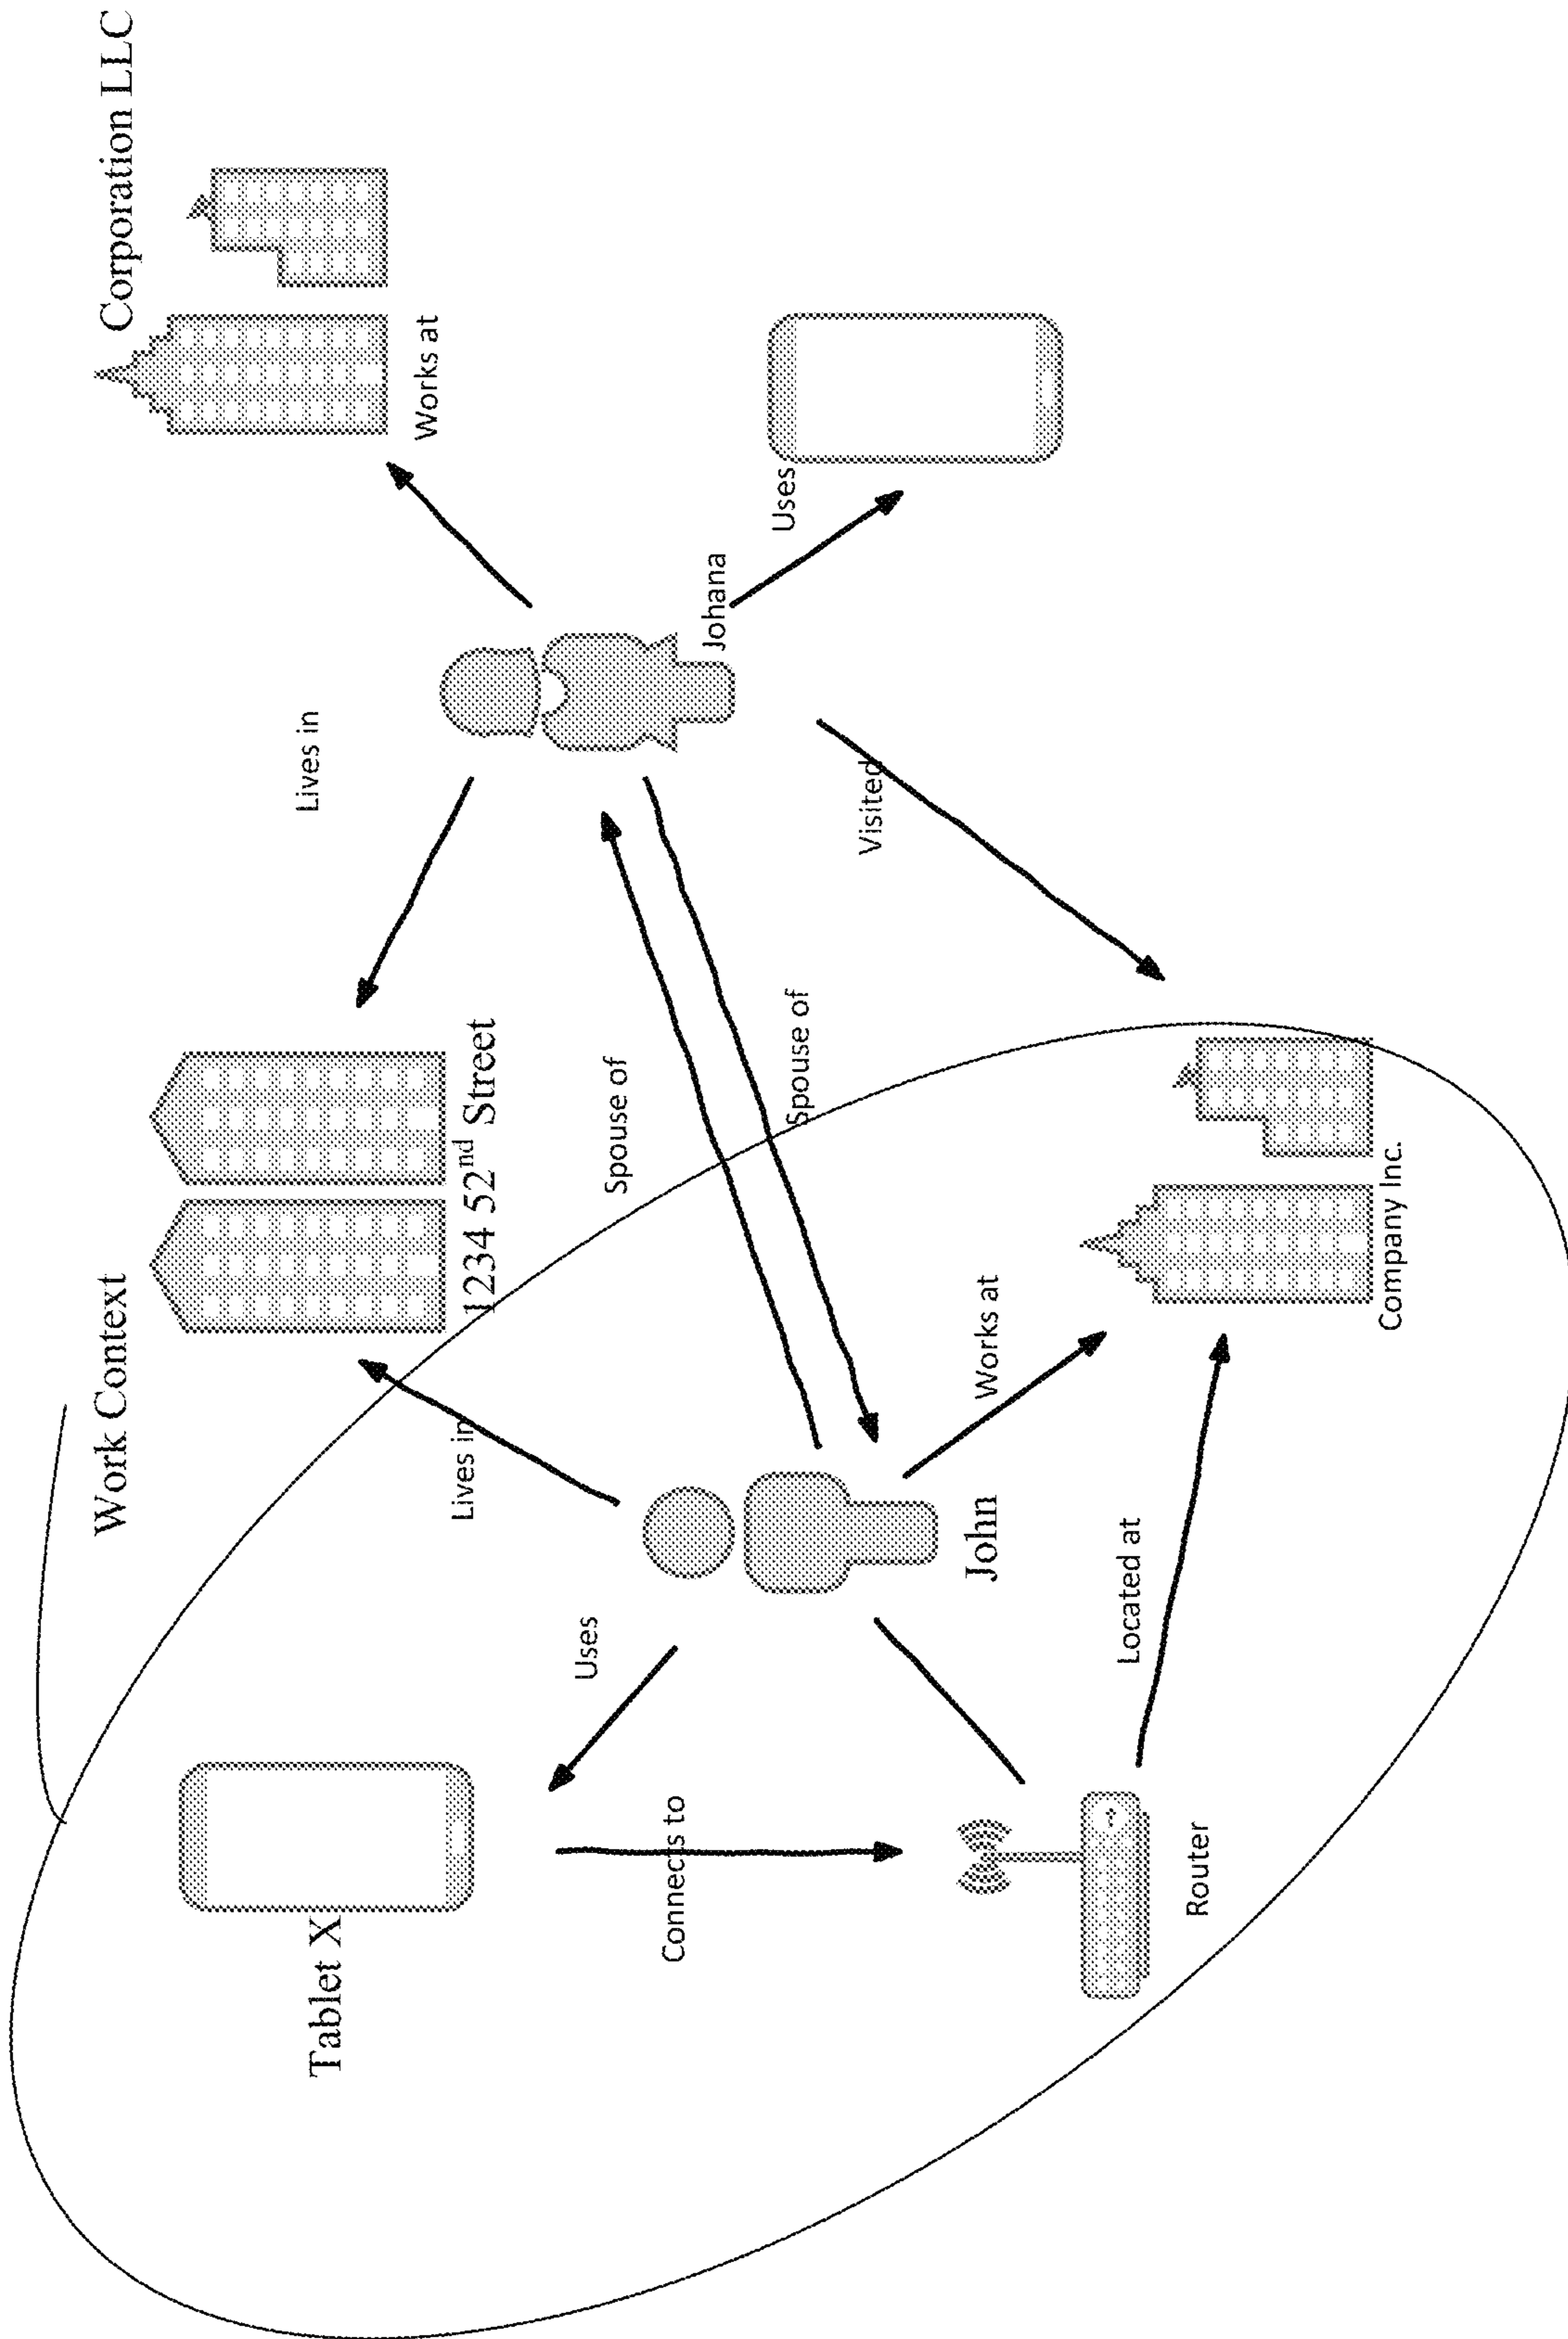 Work Context
Corporation LLC
Tablet X
Uses
Lives in
1234 52nd Street
Lives in
Works at
Connects to
Spouse of
Spouse of
Johana
Uses
John
Works at
Visited
Router
Located at
Company Inc.